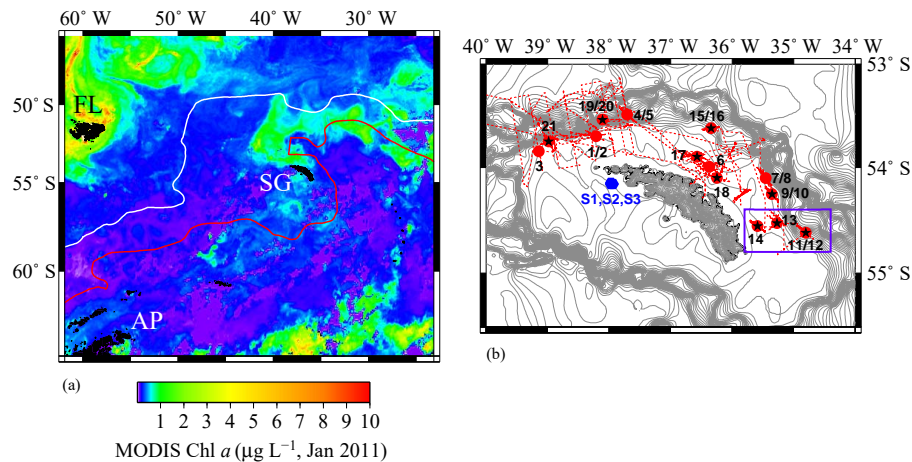 60° W 50° W 40° W 30° W
50° S
55° S
60° S
FL
SG
AP
(a)
1 2 3 4 5 6 7 8 9 10
MODIS Chl a (μg L−1, Jan 2011)
40° W 39° W 38° W 37° W 36° W 35° W 34° W
53° S
54° S
55° S
19/20
4/5
15/16
21
3
1/2
17
6
18
7/8
9/10
S1, S2,S3
13
14
11/12
(b)